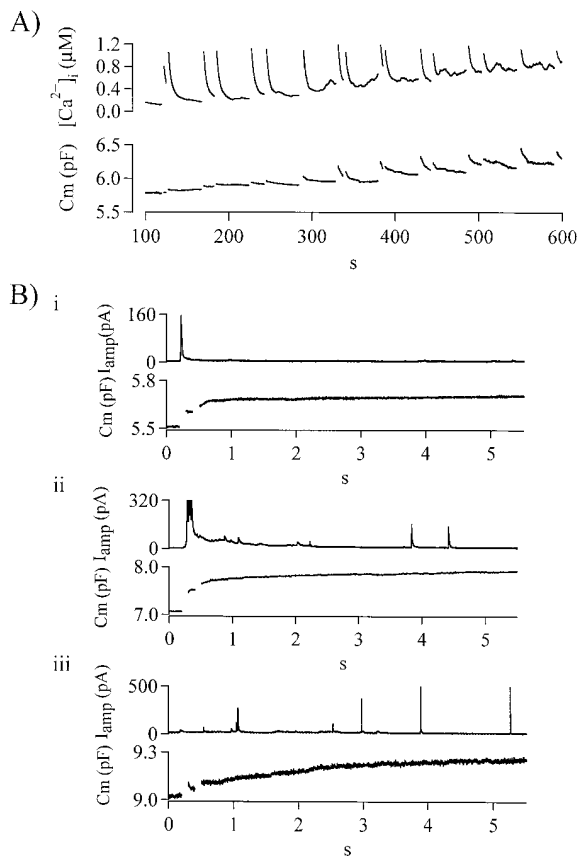 A)
[Ca2−]i (μM)
1.2
0.8
0.4
0.0
Cm (pF)
6.5
6.0
5.5
100 200 300 400 500 600
s
B)
i
Iamp(pA)
160
0
Cm (pF)
5.8
5.5
0 1 2 3 4 5
s
ii
Iamp (pA)
320
0
Cm (pF)
8.0
7.0
0 1 2 3 4 5
s
iii
Iamp (pA)
500
0
Cm (pF)
9.3
9.0
0 1 2 3 4 5
s